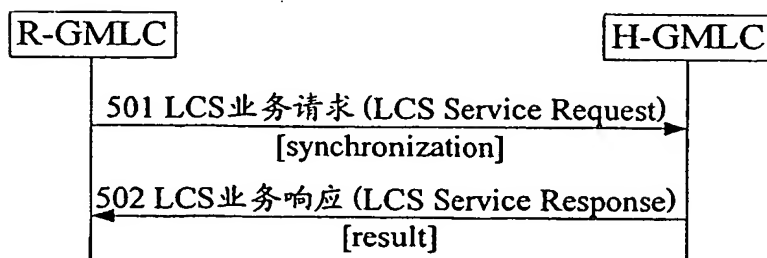 R-GMLC
H-GMLC
501 LCS业务请求(LCS Service Request)
[synchronization]
502 LCS业务响应(LCS Service Response)
[result]